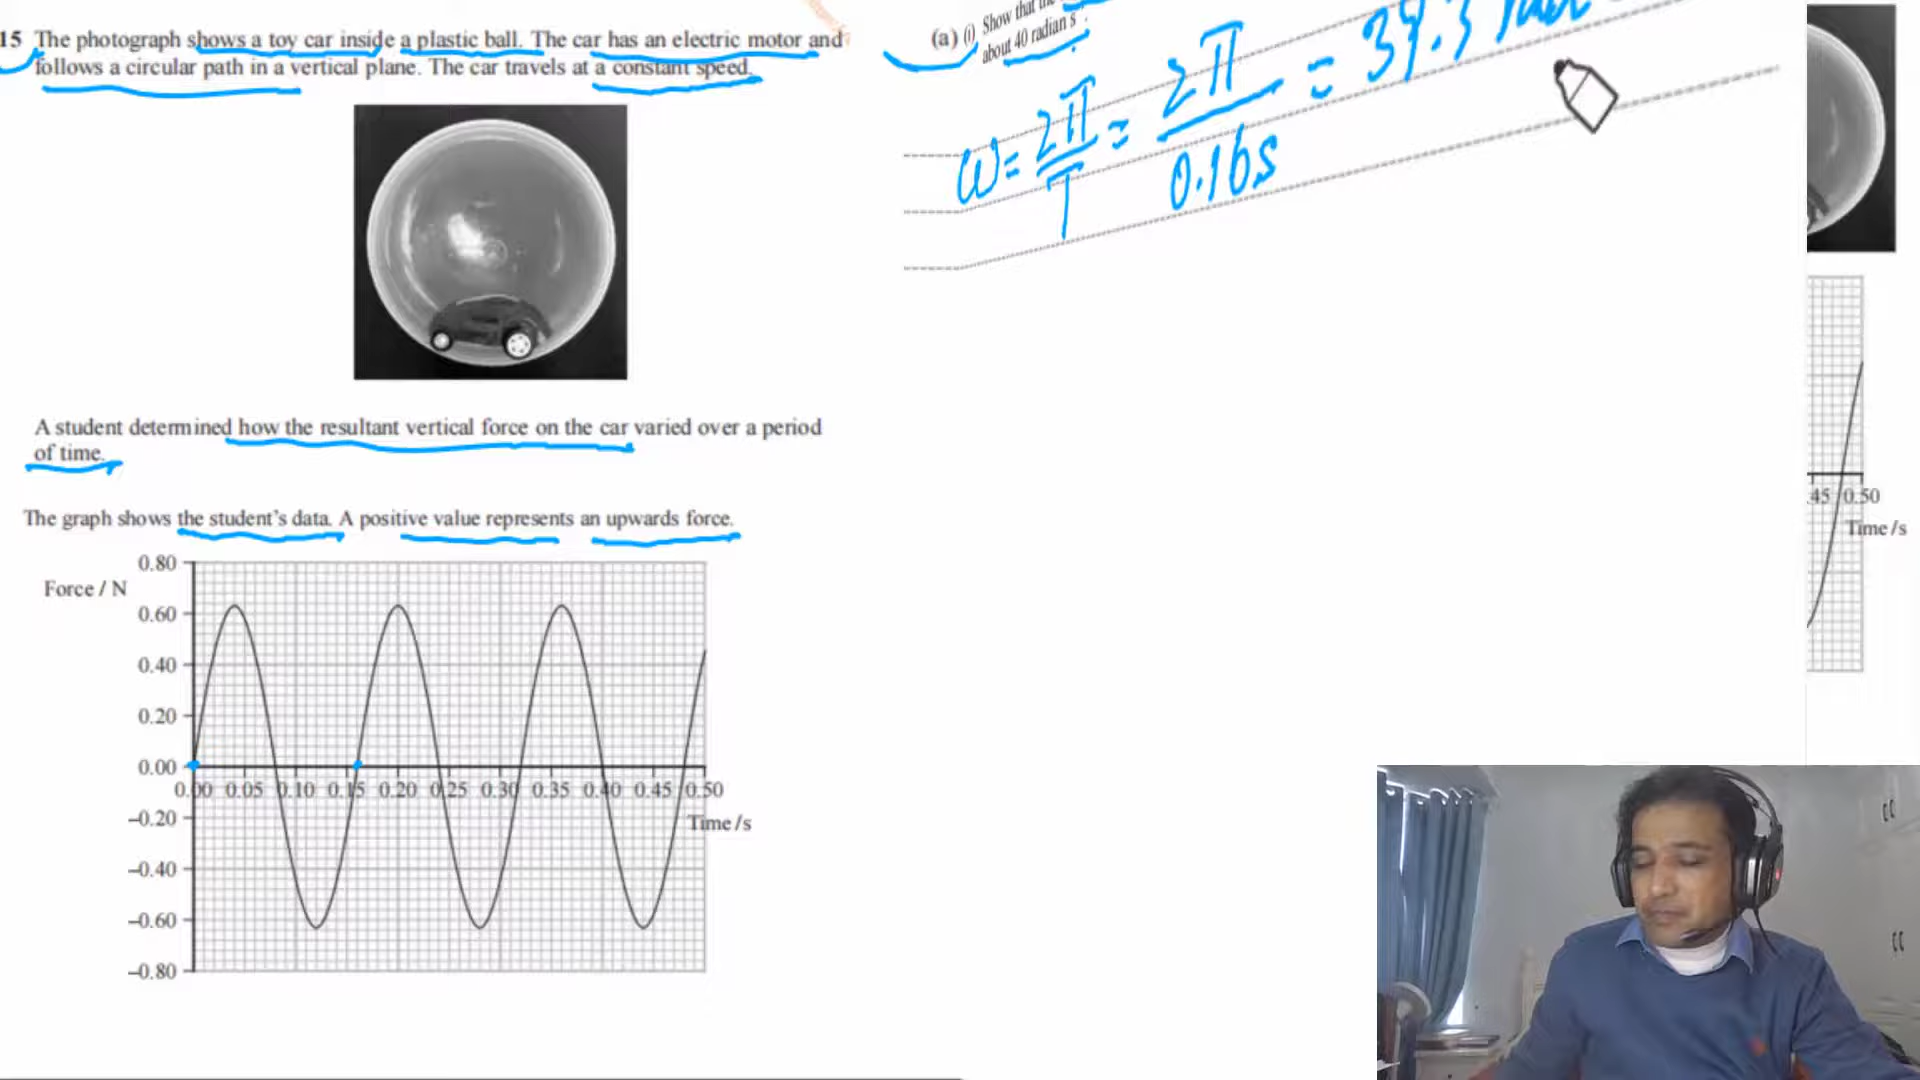 15 The photograph shows a toy car inside a plastic ball. The car has an electric motor and
follows a circular path in a vertical plane. The car travels at a constant speed.
A student determined how the resultant vertical force on the car varied over a period
of time.
The graph shows the student's data. A positive value represents an upwards force.
Force / N
0.80
0.60
0.40
0.20
0.00
–0.20
–0.40
–0.60
–0.80
0.00 0.05 0.10 0.15 0.20 0.25 0.30 0.35 0.40 0.45 0.50
Time / s
(a) (i) Show that the
about 40 radian s
ω = 2π/T = 2π/0.16s = 39.3
.45 0.50
Time / s